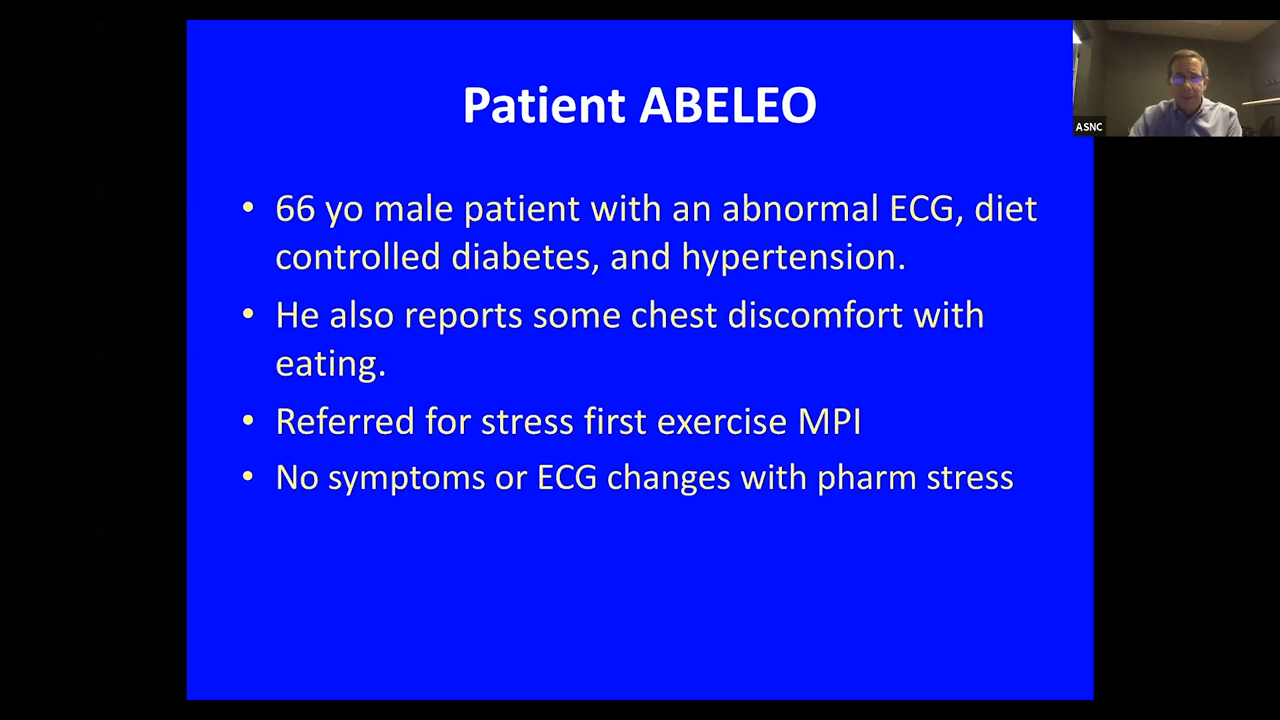 Patient ABELEO
ASNC
• 66 yo male patient with an abnormal ECG, diet
controlled diabetes, and hypertension.
• He also reports some chest discomfort with
eating.
• Referred for stress first exercise MPI
• No symptoms or ECG changes with pharm stress